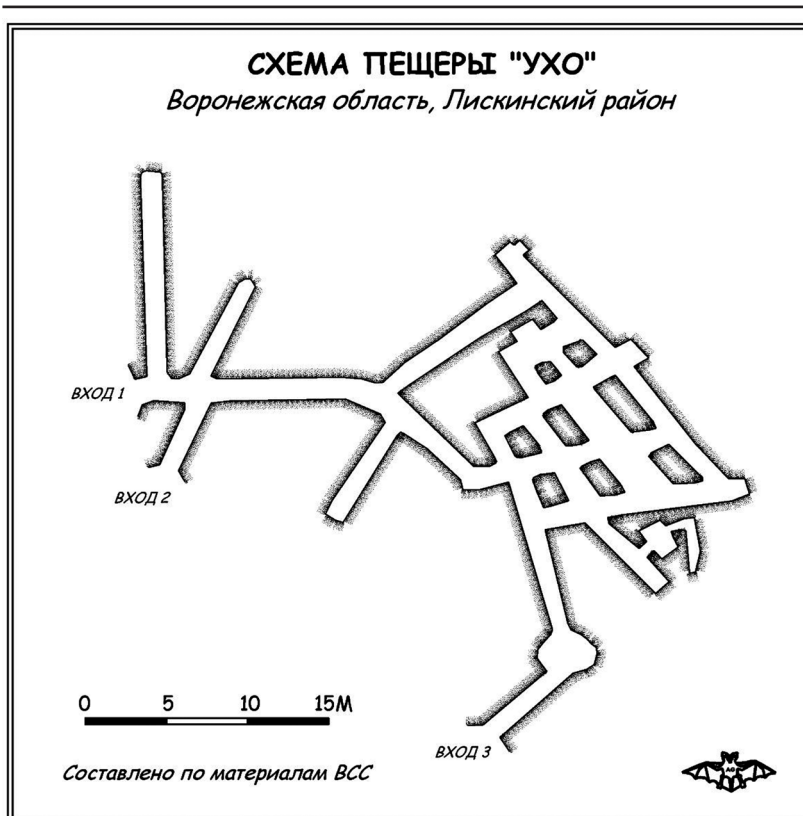 СХЕМА ПЕЩЕРЫ "УХО"
Воронежская область, Лискинский район
ВХОД 1
ВХОД 2
0 5 10 15М
ВХОД 3
Составлено по материалам ВСС
AG